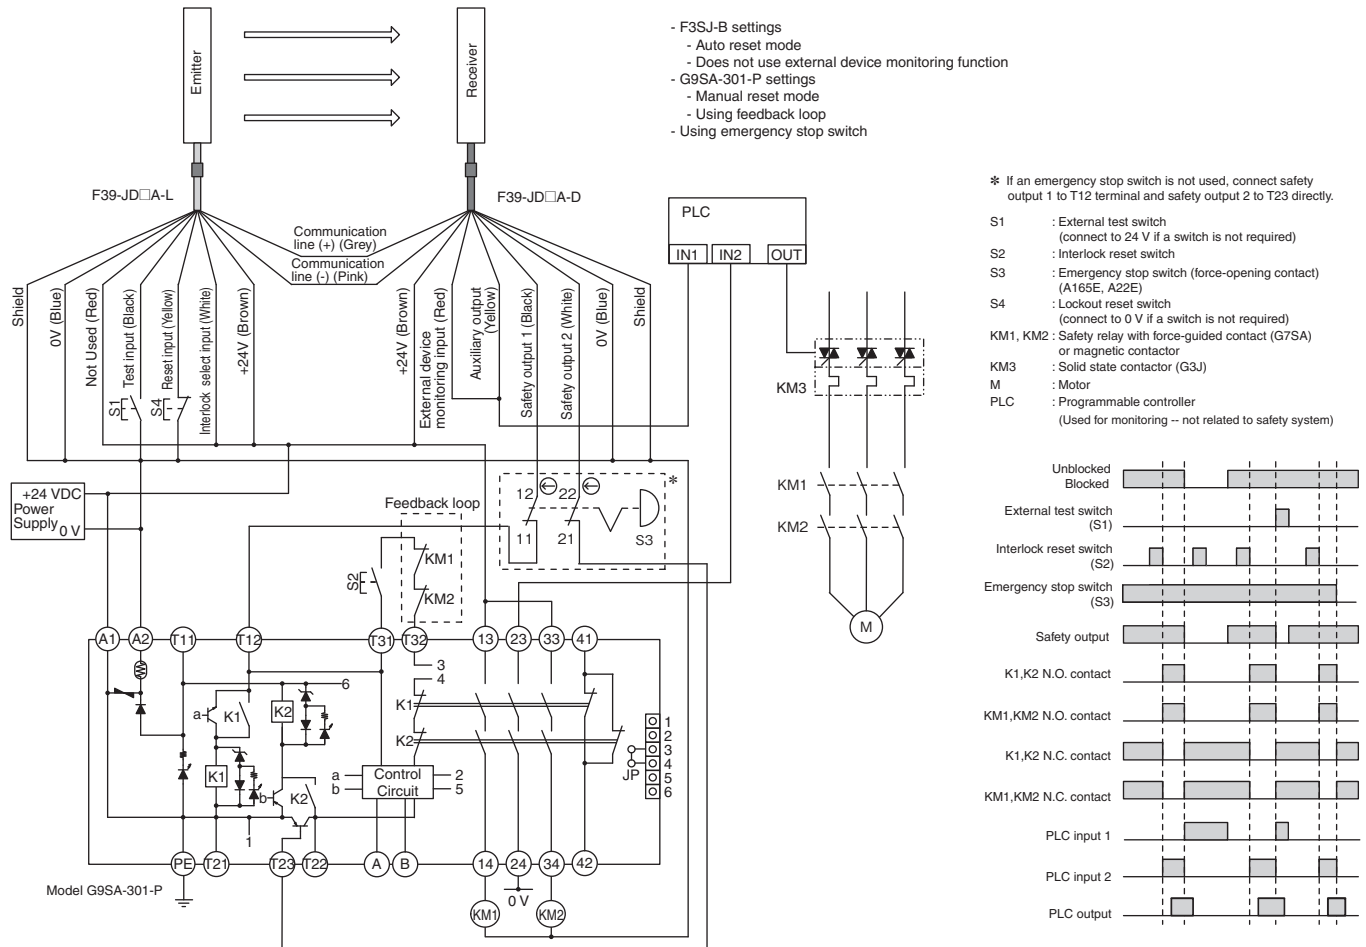 Emitter
Receiver
- F3SJ-B settings
- Auto reset mode
- Does not use external device monitoring function
- G9SA-301-P settings
- Manual reset mode
- Using feedback loop
- Using emergency stop switch
F39-JD□A-L
F39-JD□A-D
Communication
line (+) (Grey)
Communication
line (-) (Pink)
Shield
0V (Blue)
Not Used (Red)
Test input (Black)
Reset input (Yellow)
Interlock select input (White)
+24V (Brown)
+24V (Brown)
External device
monitoring input (Red)
Auxiliary output
(Yellow)
Safety output 1 (Black)
Safety output 2 (White)
0V (Blue)
Shield
S1
S4
PLC
IN1 IN2 OUT
KM3
KM1
KM2
M
* If an emergency stop switch is not used, connect safety
output 1 to T12 terminal and safety output 2 to T23 directly.
S1 : External test switch
(connect to 24 V if a switch is not required)
S2 : Interlock reset switch
S3 : Emergency stop switch (force-opening contact)
(A165E, A22E)
S4 : Lockout reset switch
(connect to 0 V if a switch is not required)
KM1, KM2 : Safety relay with force-guided contact (G7SA)
or magnetic contactor
KM3 : Solid state contactor (G3J)
M : Motor
PLC : Programmable controller
(Used for monitoring -- not related to safety system)
+24 VDC
Power
Supply 0 V
Feedback loop
KM1
KM2
S2
12 22 *
11 21 S3
A1 A2 T11 T12 T31 T32 13 23 33 41
3
4
6
a K1 K2 K1
K2
K1
b K2
1
a Control 2
b Circuit 5
JP
1
2
3
4
5
6
PE T21 T23 T22 A B 14 24 34 42
Model G9SA-301-P
0 V
KM1 KM2
Unblocked
Blocked
External test switch
(S1)
Interlock reset switch
(S2)
Emergency stop switch
(S3)
Safety output
K1,K2 N.O. contact
KM1,KM2 N.O. contact
K1,K2 N.C. contact
KM1,KM2 N.C. contact
PLC input 1
PLC input 2
PLC output